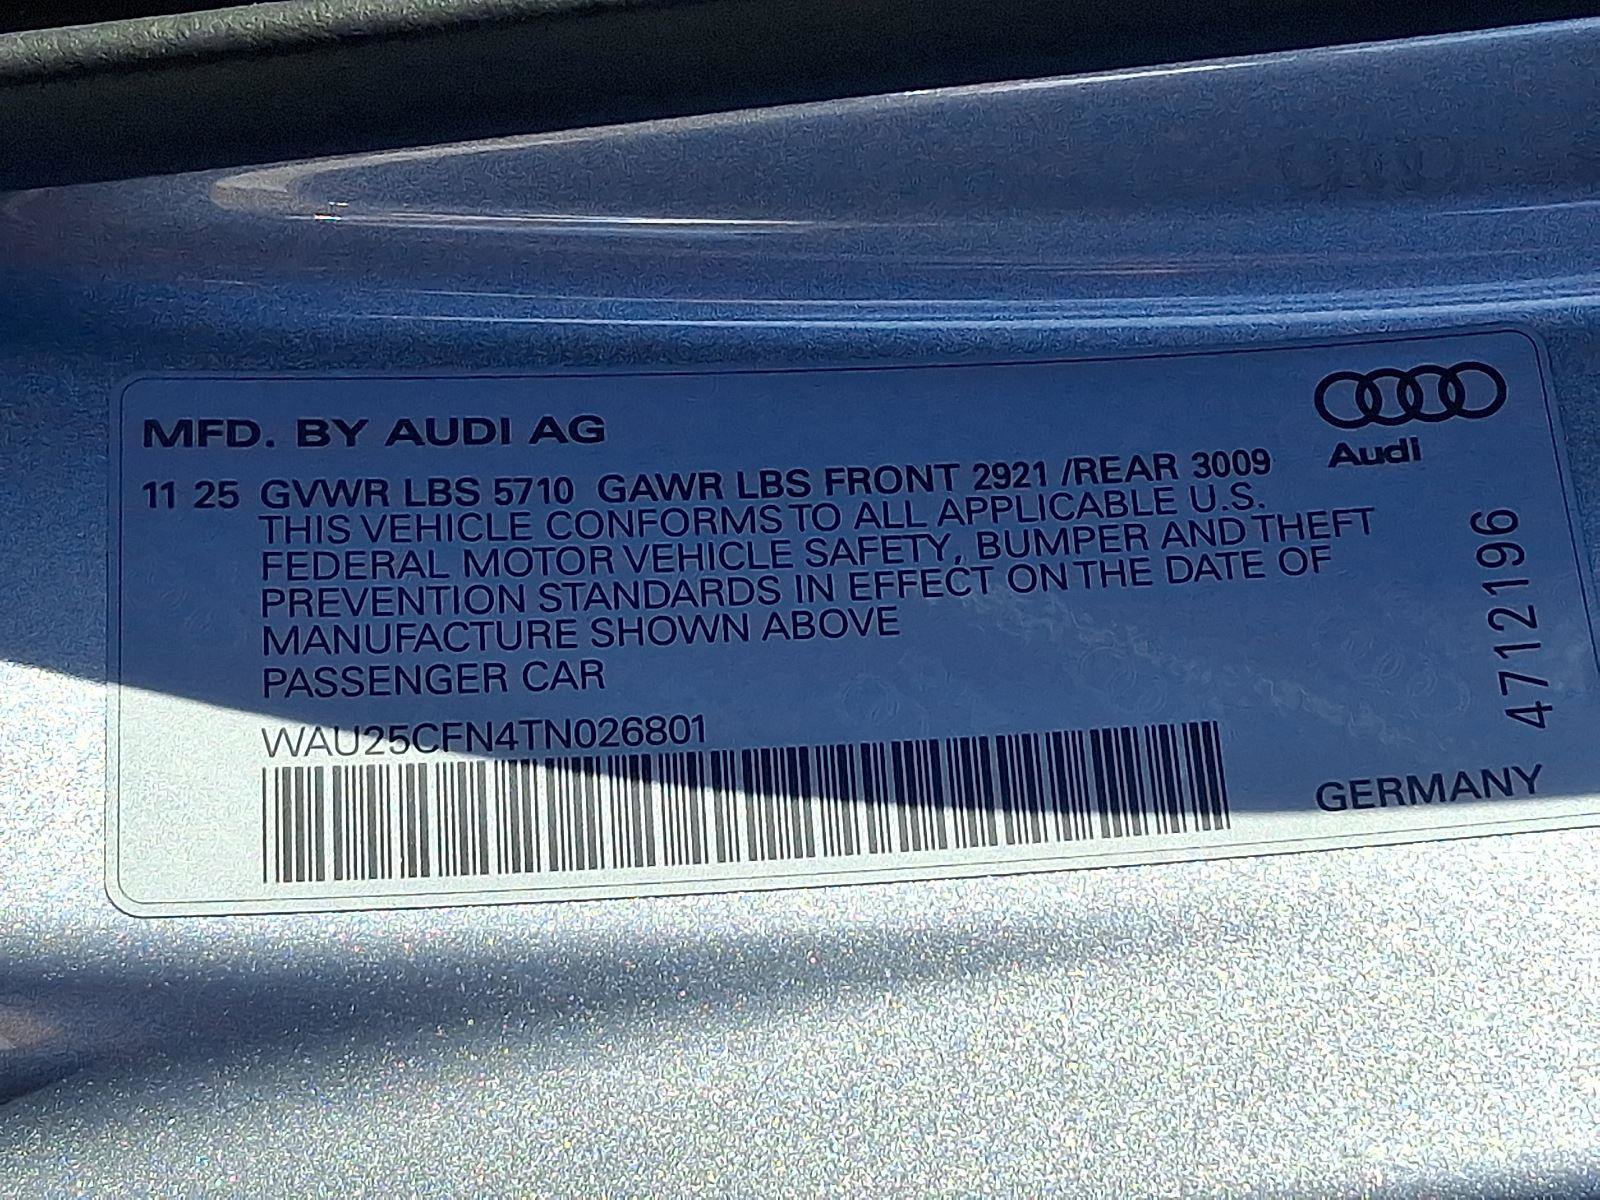 MFD. BY AUDI AG
Audi
11 25 GVWR LBS 5710 GAWR LBS FRONT 2921 /REAR 3009
THIS VEHICLE CONFORMS TO ALL APPLICABLE U.S.
FEDERAL MOTOR VEHICLE SAFETY, BUMPER AND THEFT
PREVENTION STANDARDS IN EFFECT ON THE DATE OF
MANUFACTURE SHOWN ABOVE
PASSENGER CAR
WAU25CFN4TN026801
4712196
GERMANY